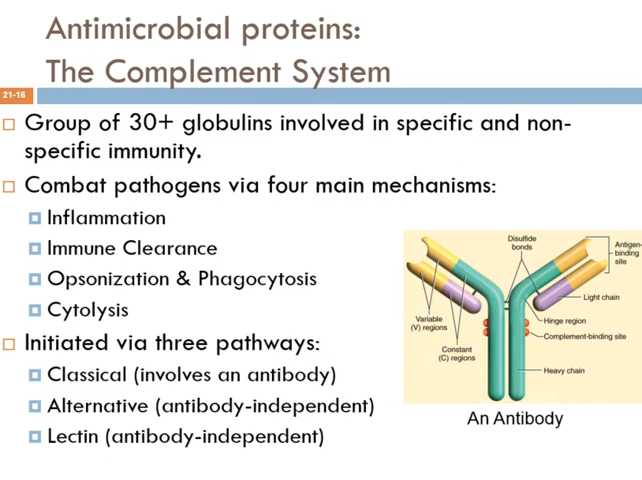 Antimicrobial proteins:
The Complement System
21-16
Group of 30+ globulins involved in specific and non-
specific immunity.
Combat pathogens via four main mechanisms:
Inflammation
Immune Clearance
Opsonization & Phagocytosis
Cytolysis
Initiated via three pathways:
Classical (involves an antibody)
Alternative (antibody-independent)
Lectin (antibody-independent)
Disulfide
bonds
Antigen-
binding
site
Light chain
Variable
(V) regions
Hinge region
Complement-binding site
Constant
(C) regions
Heavy chain
An Antibody